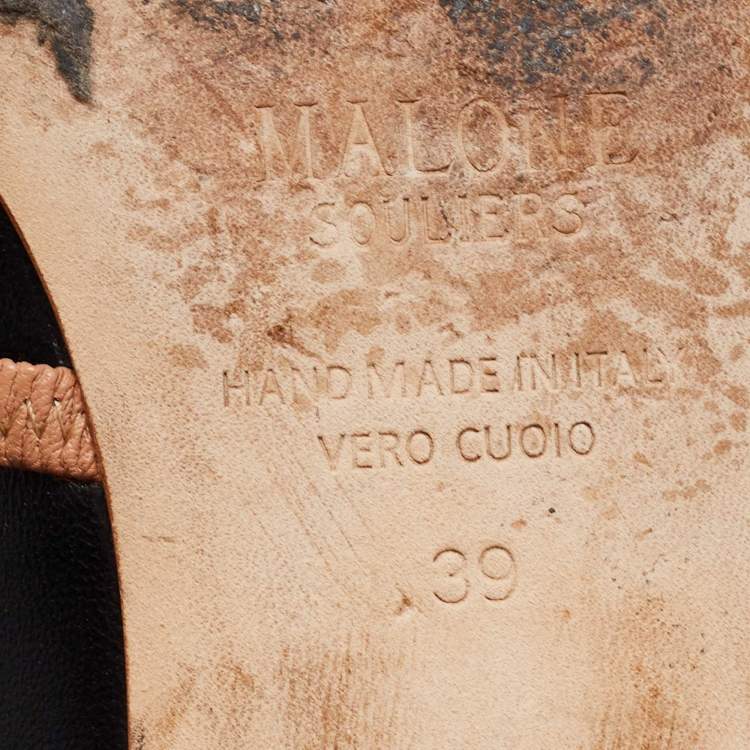 MALONE
SOULIERS
HAND MADE IN ITALY
VERO CUOIO
39